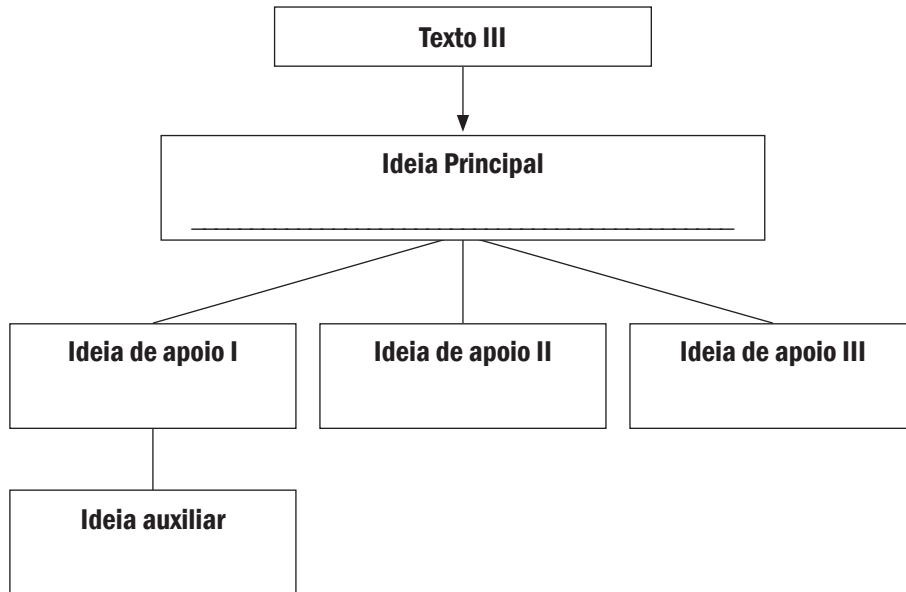 Texto III
Ideia Principal
Ideia de apoio I
Ideia de apoio II
Ideia de apoio III
Ideia auxiliar